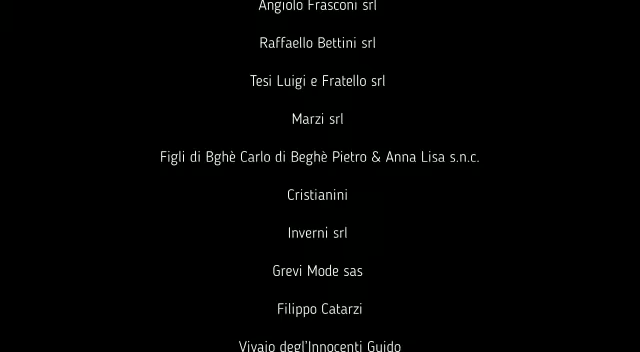 Angiolo Frasconi srl
Raffaello Bettini srl
Tesi Luigi e Fratello srl
Marzi srl
Figli di Bghè Carlo di Beghè Pietro & Anna Lisa s.n.c.
Cristianini
Inverni srl
Grevi Mode sas
Filippo Catarzi
Vivaio degl'Innocenti Guido